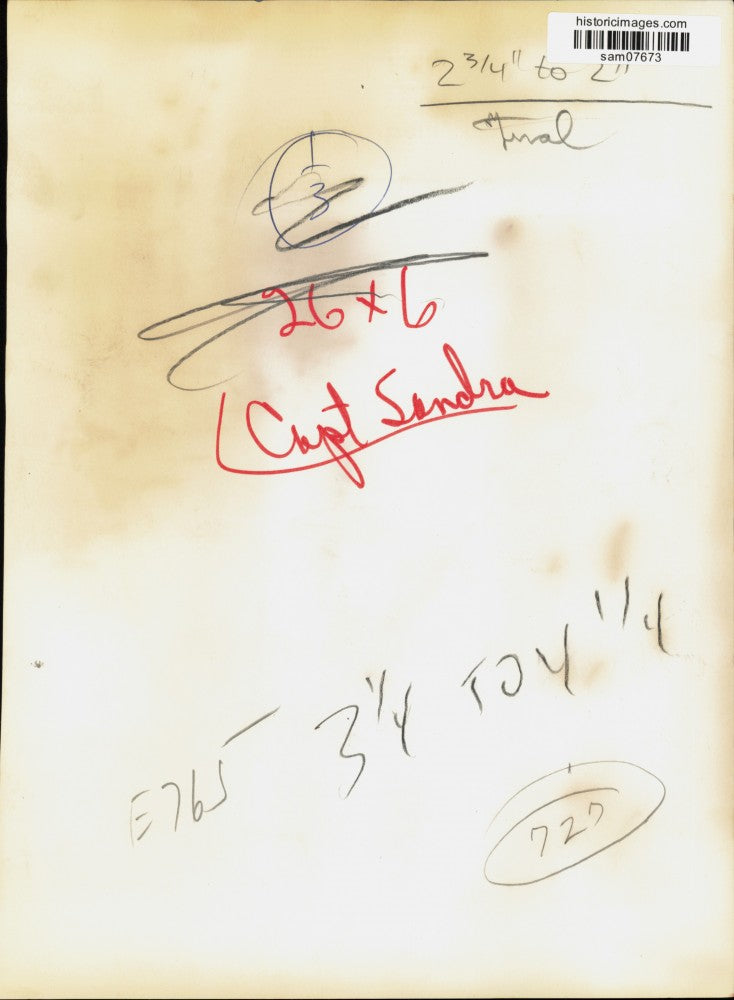 historicimages.com
sam07673
2 3/4" to 2"
Final
3
26 x 6
Capt Sandra
E765 3 1/4 TO 4 1/4
727